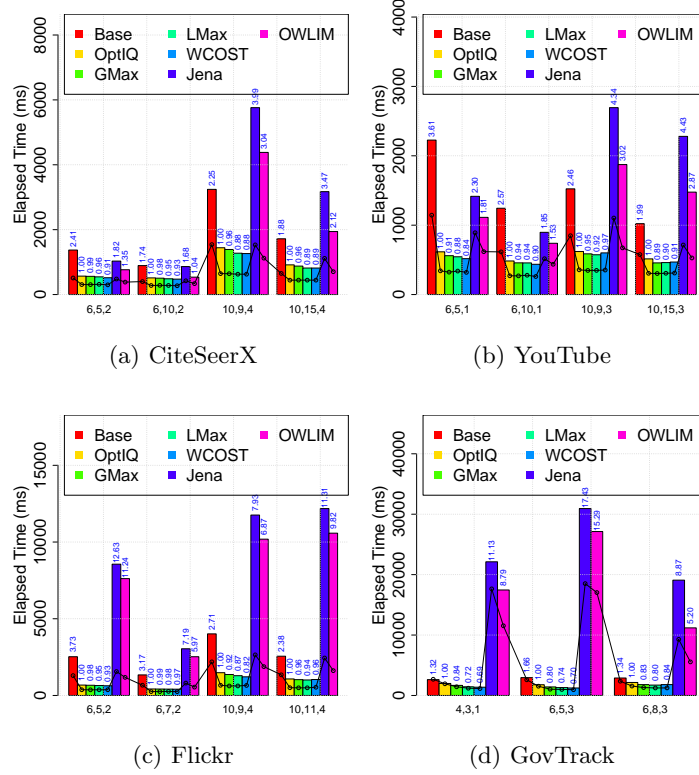 Elapsed Time (ms)
0 2000 4000 6000 8000
Base LMax OWLIM
OptIQ WCOST
GMax Jena
2.41 1.00 0.99 0.96 0.91 1.82 1.35
1.74 1.00 0.98 0.95 0.93 1.68 1.04
2.25 1.00 0.96 0.88 0.88 3.99 3.04
1.88 1.00 0.96 0.89 0.89 3.47 2.12
6,5,2 6,10,2 10,9,4 10,15,4
(a) CiteSeerX
Elapsed Time (ms)
0 1000 2000 3000 4000
Base LMax OWLIM
OptIQ WCOST
GMax Jena
3.61 1.00 0.91 0.88 0.84 2.30 1.81
2.57 1.00 0.94 0.94 0.90 1.85 1.53
2.46 1.00 0.95 0.92 0.97 4.34 3.02
1.99 1.00 0.89 0.90 0.91 4.43 2.87
6,5,1 6,10,1 10,9,3 10,15,3
(b) YouTube
Elapsed Time (ms)
0 5000 10000 15000
Base LMax OWLIM
OptIQ WCOST
GMax Jena
3.73 1.00 0.98 0.95 0.93 12.63 11.24
3.17 1.00 0.99 0.98 0.97 7.19 5.97
2.71 1.00 0.92 0.87 0.82 7.93 6.87
2.38 1.00 0.96 0.94 0.96 11.31 9.82
6,5,2 6,7,2 10,9,4 10,11,4
(c) Flickr
Elapsed Time (ms)
0 10000 20000 30000 40000
Base LMax OWLIM
OptIQ WCOST
GMax Jena
1.32 1.00 0.84 0.72 0.69 11.13 8.79
1.66 1.00 0.80 0.74 0.70 17.43 15.29
1.34 1.00 0.83 0.80 0.84 8.87 5.20
4,3,1 6,5,3 6,8,3
(d) GovTrack